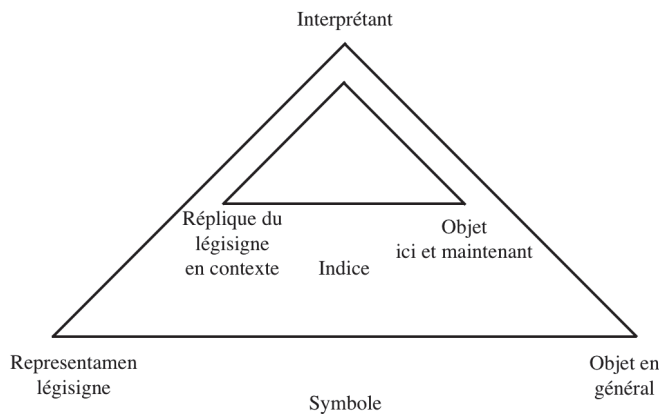 Interprétant
Réplique du
légisigne
en contexte
Objet
ici et maintenant
Indice
Representamen
légisigne
Objet en
général
Symbole